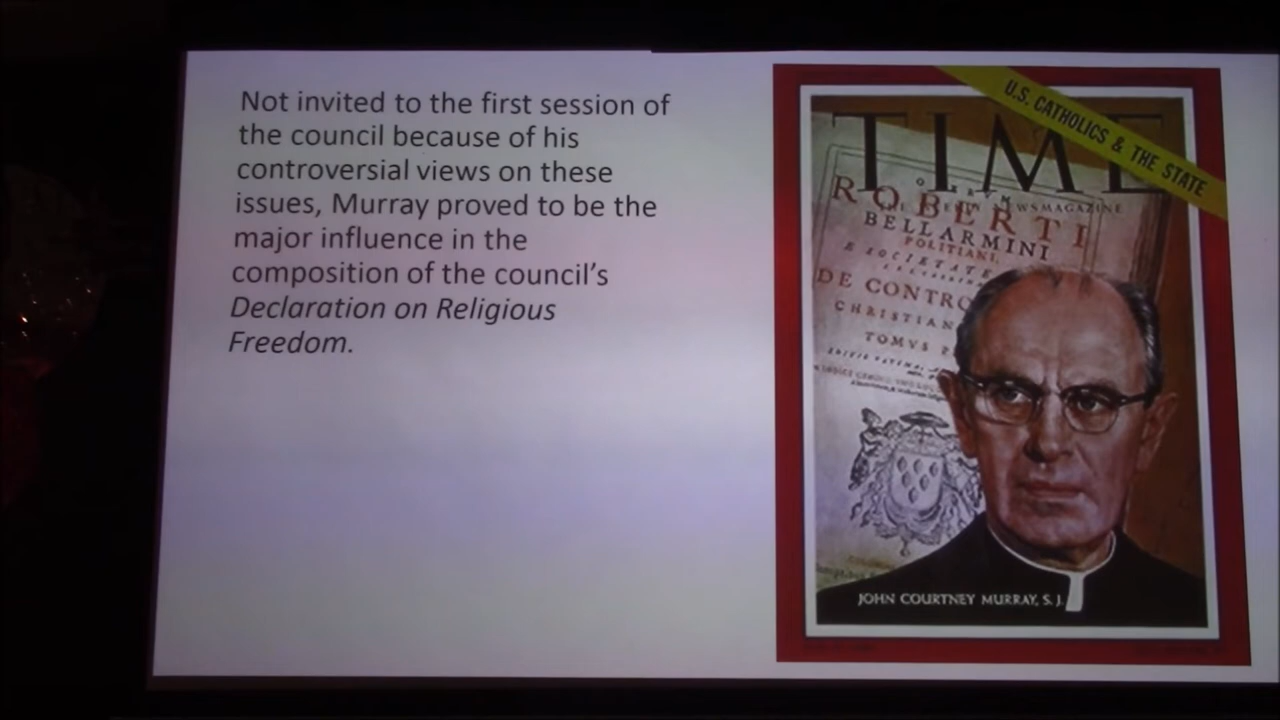 Not invited to the first session of
the council because of his
controversial views on these
issues, Murray proved to be the
major influence in the
composition of the council's
Declaration on Religious
Freedom.
U.S. CATHOLICS & THE STATE
TIME
ROBERTI
BELLARMINI
POLITIANI,
E SOCIETATE
DE CONTRO
CHRISTIAN
TOMVS P
JOHN COURTNEY MURRAY, S.J.